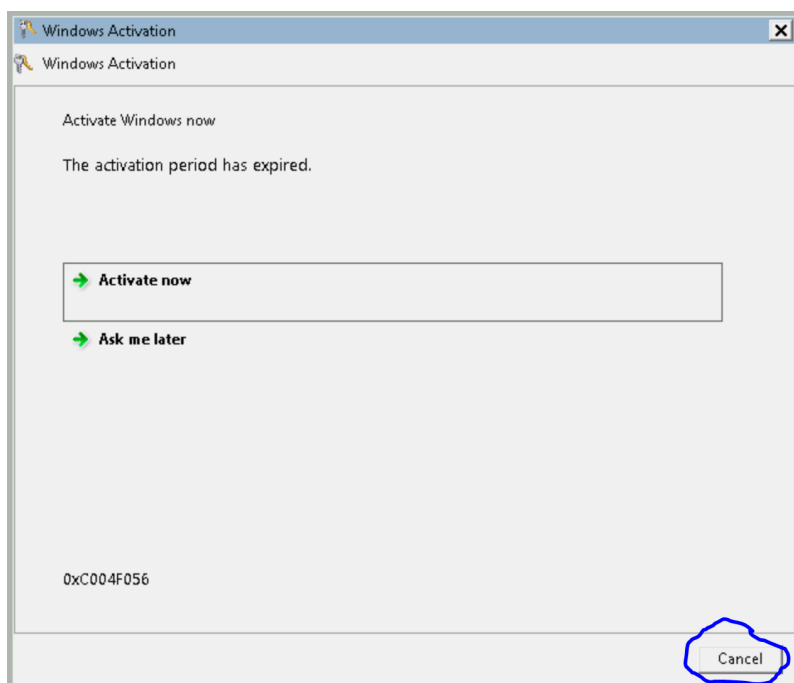 Windows Activation
Windows Activation
Activate Windows now
The activation period has expired.
Activate now
Ask me later
0xC004F056
Cancel